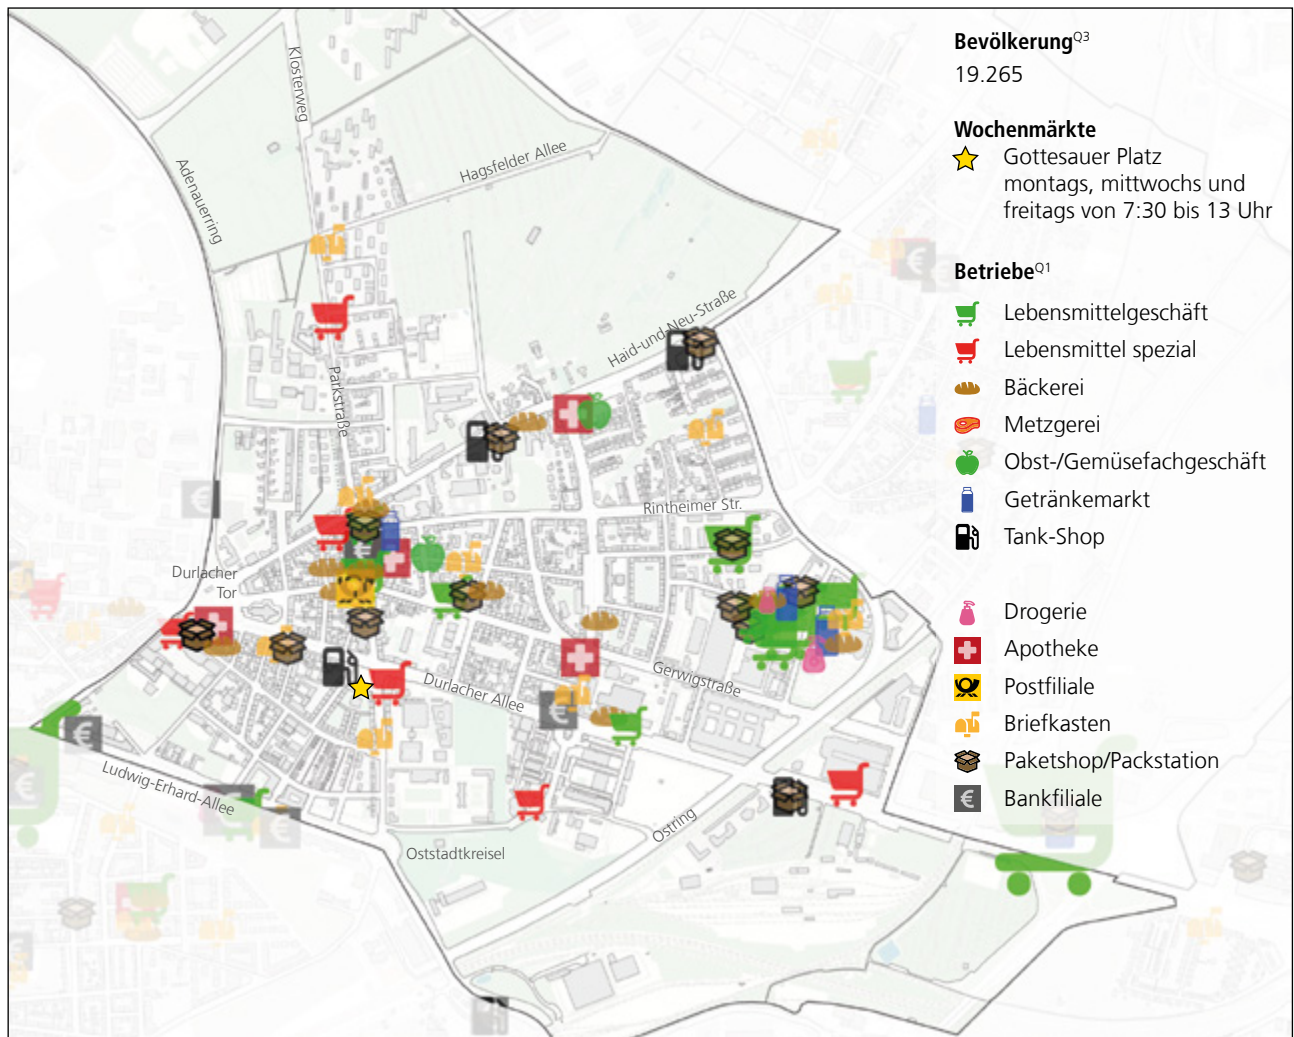 Bevölkerung^Q3
19.265
Wochenmärkte
Gottesauer Platz
montags, mittwochs und
freitags von 7:30 bis 13 Uhr
Betriebe^Q1
Lebensmittelgeschäft
Lebensmittel spezial
Bäckerei
Metzgerei
Obst-/Gemüsefachgeschäft
Getränkemarkt
Tank-Shop
Drogerie
Apotheke
Postfiliale
Briefkasten
Paketshop/Packstation
Bankfiliale
Klosterweg
Adenauerring
Hagsfelder Allee
Haid-und-Neu-Straße
Parkstraße
Rintheimer Str.
Durlacher
Tor
Gerwigstraße
Durlacher Allee
Ludwig-Erhard-Allee
Ostring
Oststadtkreisel